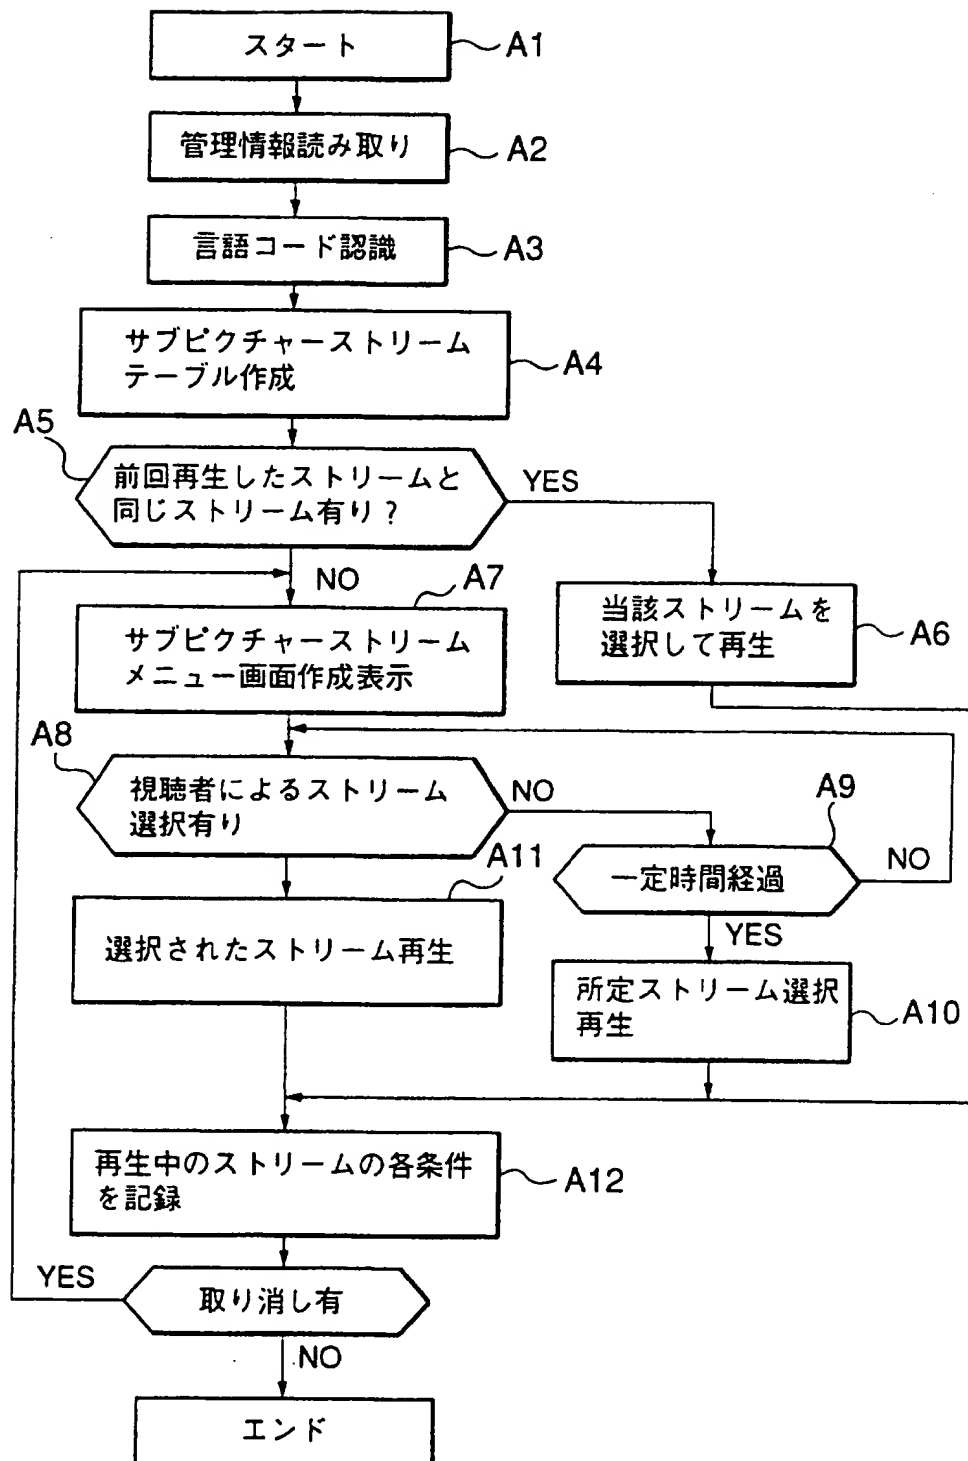 スタート
A1
管理情報読み取り
A2
言語コード認識
A3
サブピクチャーストリーム
テーブル作成
A4
A5
前回再生したストリームと
同じストリーム有り?
YES
NO
当該ストリームを
選択して再生
A6
A7
サブピクチャーストリーム
メニュー画面作成表示
A8
視聴者によるストリーム
選択有り
NO
A9
一定時間経過
NO
YES
A11
選択されたストリーム再生
所定ストリーム選択
再生
A10
再生中のストリームの各条件
を記録
A12
YES
取り消し有
NO
エンド